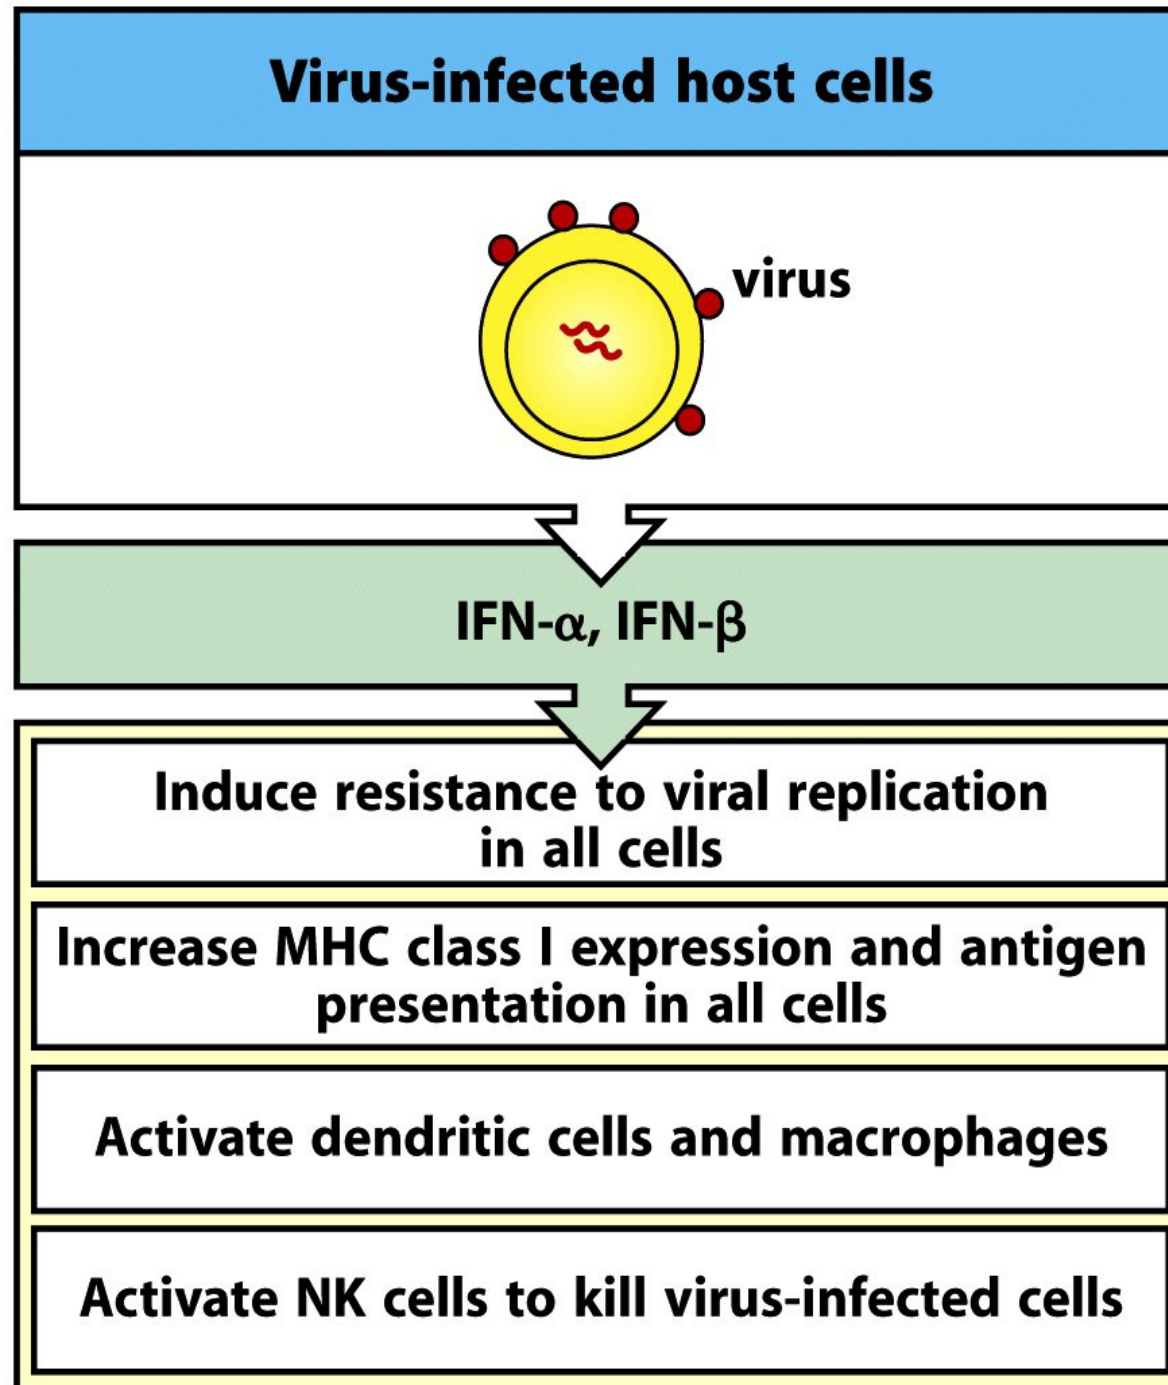 Virus-infected host cells
virus
IFN-α, IFN-β
Induce resistance to viral replication
in all cells
Increase MHC class I expression and antigen
presentation in all cells
Activate dendritic cells and macrophages
Activate NK cells to kill virus-infected cells